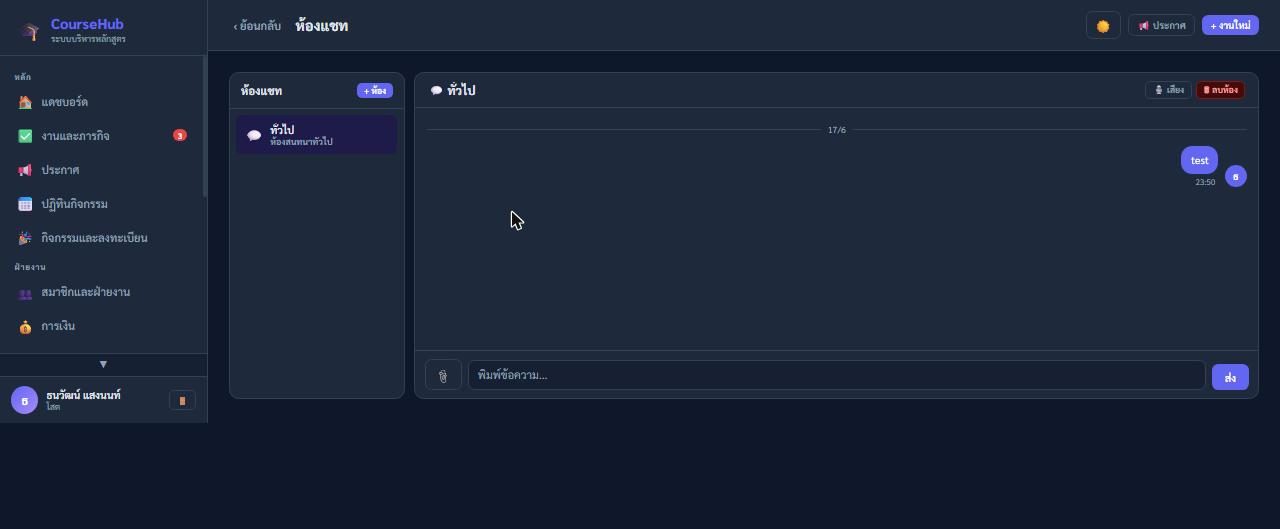 CourseHub
ระบบบริหารหลักสูตร
‹ ย้อนกลับ ห้องแชท
ประกาศ
+ งานใหม่
หลัก
แดชบอร์ด
งานและภารกิจ 3
ประกาศ
ปฏิทินกิจกรรม
กิจกรรมและลงทะเบียน
ฝ่ายงาน
สมาชิกและฝ่ายงาน
การเงิน
▼
ธ
ธนวัฒน์ แสงนนท์
โสต
ห้องแชท
+ ห้อง
ทั่วไป
ห้องสนทนาทั่วไป
ทั่วไป
เสียง
ลบห้อง
17/6
test
23:50
ธ
พิมพ์ข้อความ...
ส่ง